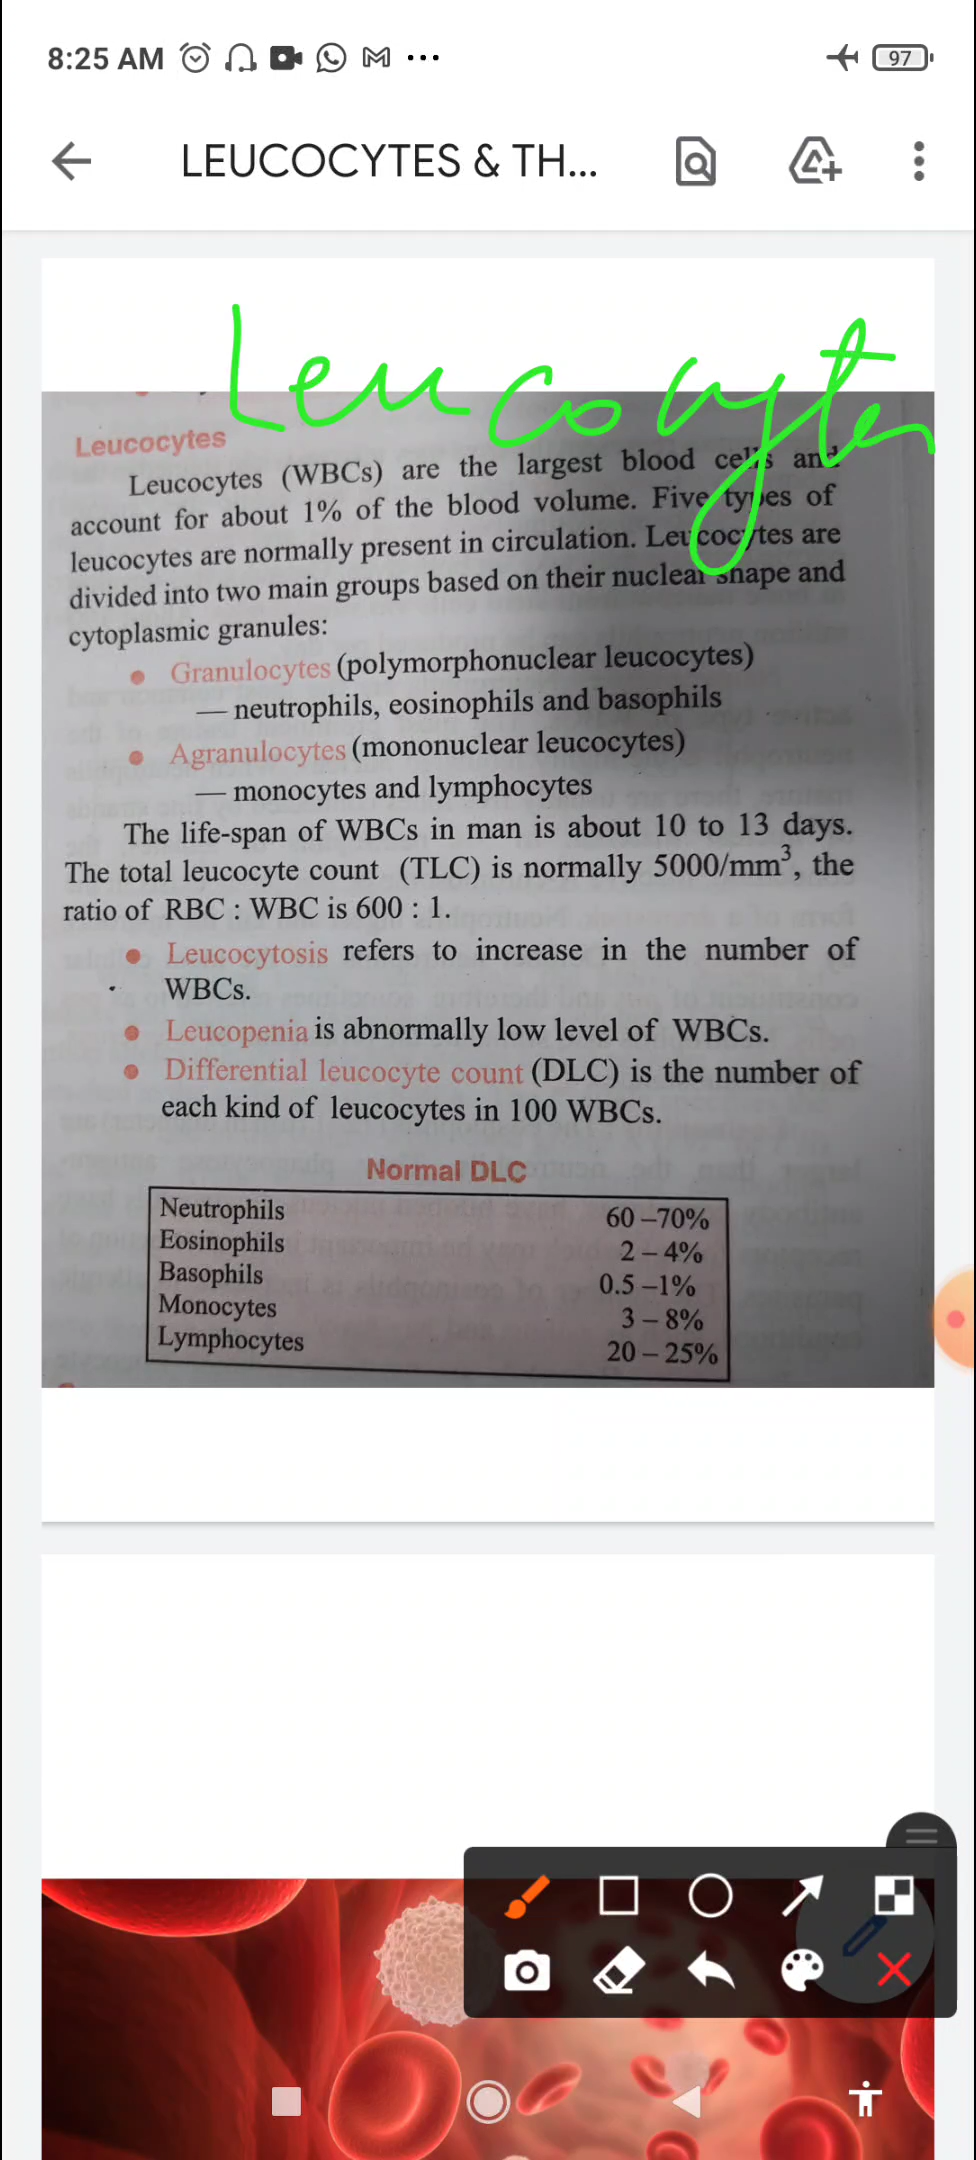 8:25 AM
97
LEUCOCYTES & TH...
Leucocytes
Leucocytes
Leucocytes (WBCs) are the largest blood cells and
account for about 1% of the blood volume. Five types of
leucocytes are normally present in circulation. Leucocytes are
divided into two main groups based on their nuclear shape and
cytoplasmic granules:
• Granulocytes (polymorphonuclear leucocytes)
— neutrophils, eosinophils and basophils
• Agranulocytes (mononuclear leucocytes)
— monocytes and lymphocytes
The life-span of WBCs in man is about 10 to 13 days.
The total leucocyte count (TLC) is normally 5000/mm³, the
ratio of RBC : WBC is 600 : 1.
• Leucocytosis refers to increase in the number of
WBCs.
• Leucopenia is abnormally low level of WBCs.
• Differential leucocyte count (DLC) is the number of
each kind of leucocytes in 100 WBCs.
Normal DLC
Neutrophils 60 – 70%
Eosinophils 2 – 4%
Basophils 0.5 – 1%
Monocytes 3 – 8%
Lymphocytes 20 – 25%